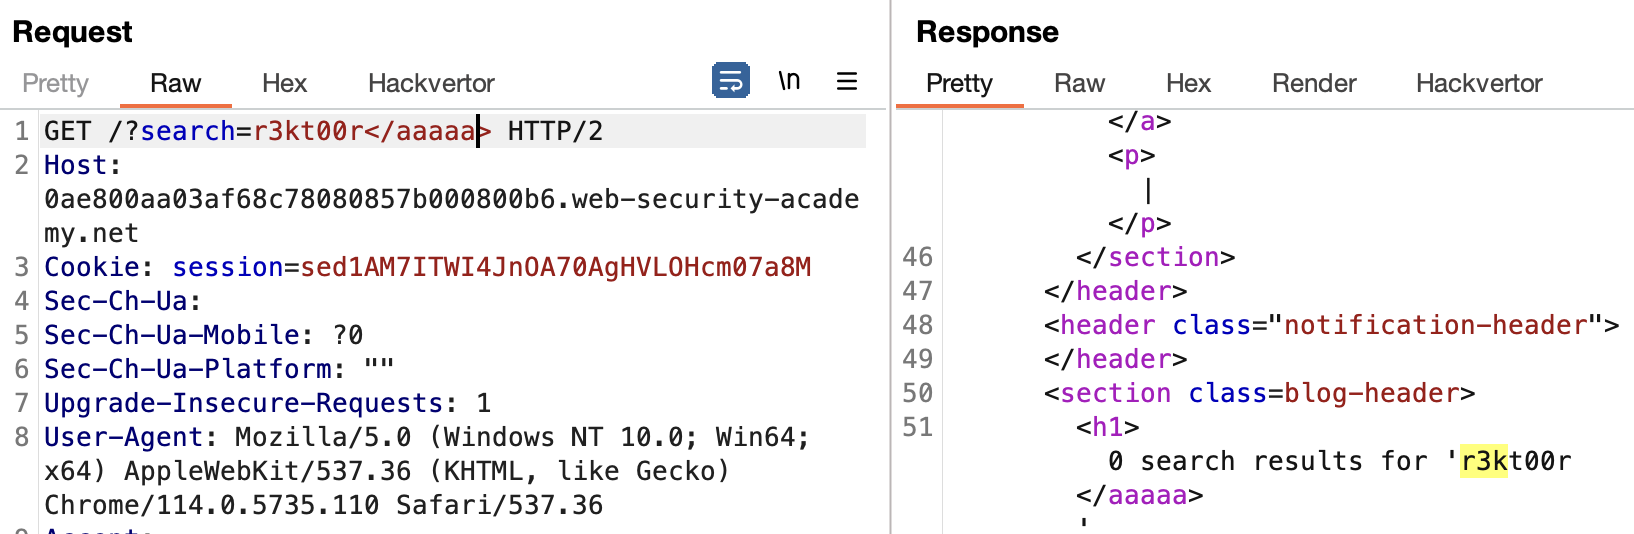 Request
Pretty Raw Hex Hackvertor \n
1 GET /?search=r3kt00r</aaaaa> HTTP/2
2 Host:
0ae800aa03af68c78080857b000800b6.web-security-acade
my.net
3 Cookie: session=sed1AM7ITWI4JnOA70AgHVLOHcm07a8M
4 Sec-Ch-Ua:
5 Sec-Ch-Ua-Mobile: ?0
6 Sec-Ch-Ua-Platform: ""
7 Upgrade-Insecure-Requests: 1
8 User-Agent: Mozilla/5.0 (Windows NT 10.0; Win64;
x64) AppleWebKit/537.36 (KHTML, like Gecko)
Chrome/114.0.5735.110 Safari/537.36
Response
Pretty Raw Hex Render Hackvertor
</a>
<p>
|
</p>
46 </section>
47 </header>
48 <header class="notification-header">
49 </header>
50 <section class=blog-header>
51 <h1>
0 search results for 'r3kt00r
</aaaaa>
'